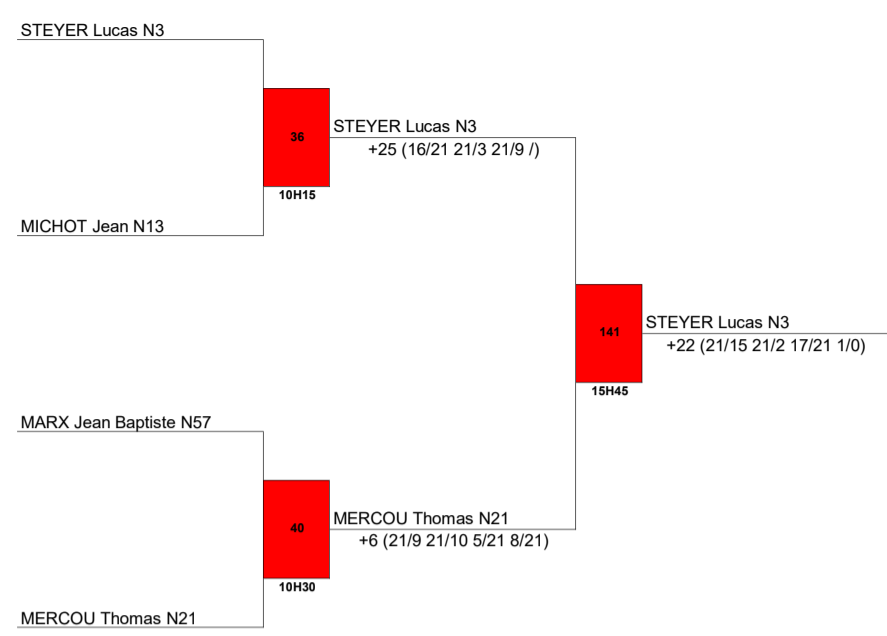 STEYER Lucas N3
36
10H15
STEYER Lucas N3
+25 (16/21 21/3 21/9 /)
MICHOT Jean N13
141
15H45
STEYER Lucas N3
+22 (21/15 21/2 17/21 1/0)
MARX Jean Baptiste N57
40
10H30
MERCOU Thomas N21
+6 (21/9 21/10 5/21 8/21)
MERCOU Thomas N21